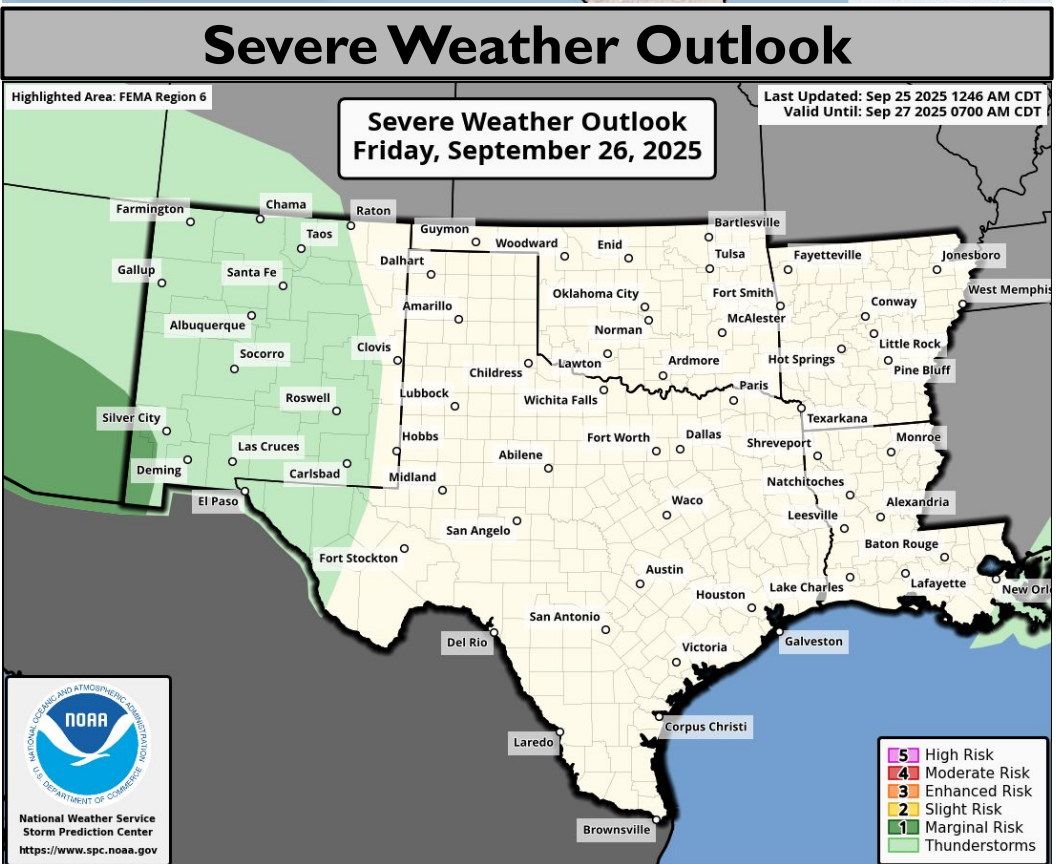 Severe Weather Outlook
Highlighted Area: FEMA Region 6
Last Updated: Sep 25 2025 1246 AM CDT
Valid Until: Sep 27 2025 0700 AM CDT
Severe Weather Outlook
Friday, September 26, 2025
Farmington
Chama
Raton
Taos
Guymon
Woodward
Enid
Bartlesville
Tulsa
Fayetteville
Jonesboro
Gallup
Santa Fe
Dalhart
Amarillo
Oklahoma City
Fort Smith
Conway
West Memphis
Albuquerque
Norman
McAlester
Little Rock
Socorro
Clovis
Childress
Lawton
Ardmore
Hot Springs
Pine Bluff
Roswell
Lubbock
Wichita Falls
Paris
Texarkana
Silver City
Las Cruces
Hobbs
Fort Worth
Dallas
Shreveport
Monroe
Deming
Carlsbad
Midland
Abilene
Natchitoches
El Paso
San Angelo
Waco
Leesville
Alexandria
Fort Stockton
Baton Rouge
Austin
Houston
Lake Charles
Lafayette
New Orl
San Antonio
Del Rio
Victoria
Galveston
Laredo
Corpus Christi
Brownsville
NATIONAL OCEANIC AND ATMOSPHERIC ADMINISTRATION
NOAA
U.S. DEPARTMENT OF COMMERCE
National Weather Service
Storm Prediction Center
https://www.spc.noaa.gov
5 High Risk
4 Moderate Risk
3 Enhanced Risk
2 Slight Risk
1 Marginal Risk
Thunderstorms